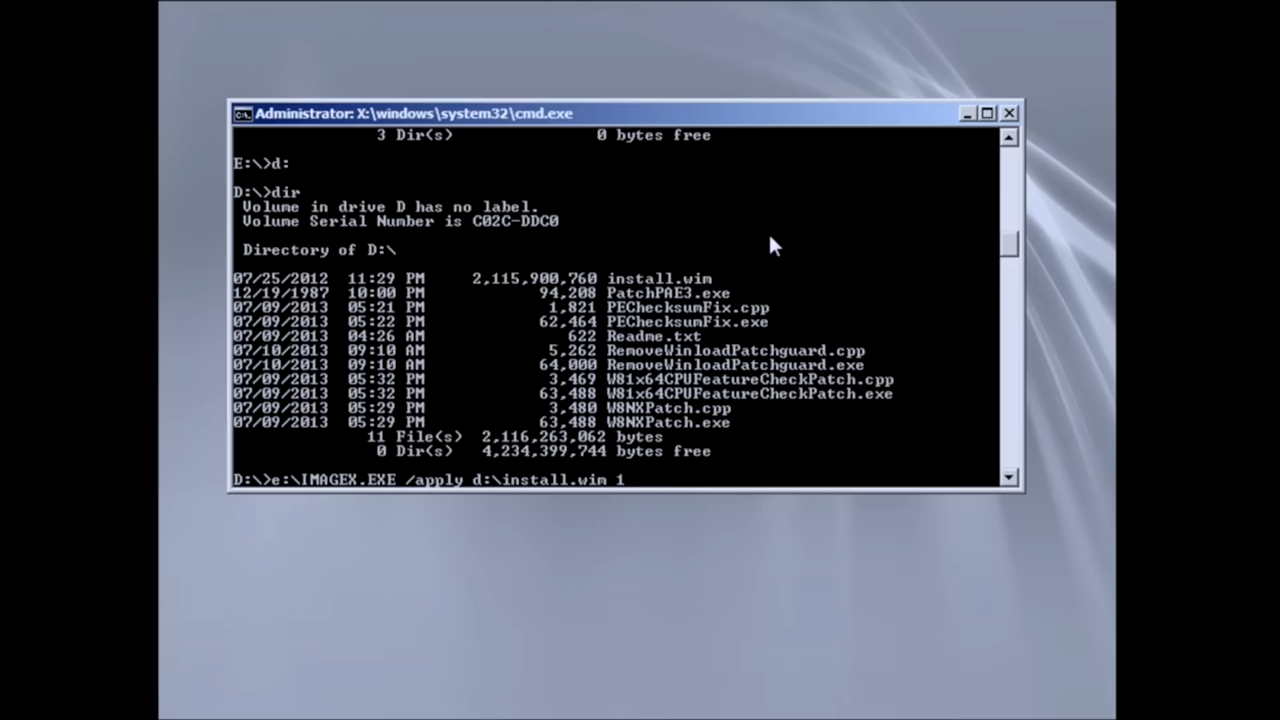 Administrator: X:\windows\system32\cmd.exe
3 Dir(s) 0 bytes free
E:\>d:
D:\>dir
Volume in drive D has no label.
Volume Serial Number is C02C-DDC0
Directory of D:\
07/25/2012 11:29 PM 2,115,900,760 install.wim
12/19/1987 10:00 PM 94,208 PatchPAE3.exe
07/09/2013 05:21 PM 1,821 PEChecksumFix.cpp
07/09/2013 05:22 PM 62,464 PEChecksumFix.exe
07/09/2013 04:26 AM 622 Readme.txt
07/10/2013 09:10 AM 5,262 RemoveWinloadPatchguard.cpp
07/10/2013 09:10 AM 64,000 RemoveWinloadPatchguard.exe
07/09/2013 05:32 PM 3,469 W81x64CPUFeatureCheckPatch.cpp
07/09/2013 05:32 PM 63,488 W81x64CPUFeatureCheckPatch.exe
07/09/2013 05:29 PM 3,480 W8NXPatch.cpp
07/09/2013 05:29 PM 63,488 W8NXPatch.exe
11 File(s) 2,116,263,062 bytes
0 Dir(s) 4,234,399,744 bytes free
D:\>e:\IMAGEX.EXE /apply d:\install.wim 1